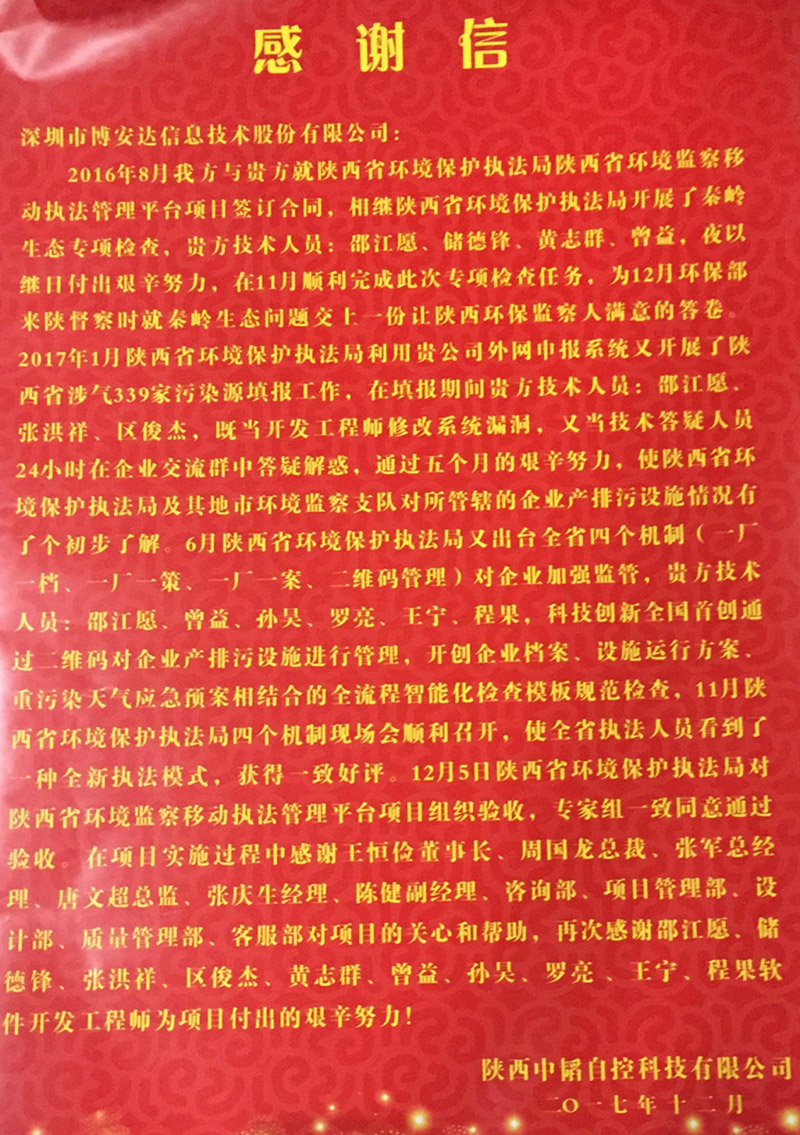 感谢信
深圳市博安达信息技术股份有限公司：
2016年8月我方与贵方就陕西省环境保护执法局陕西省环境监察移
动执法管理平台项目签订合同，相继陕西省环境保护执法局开展了秦岭
生态专项检查，贵方技术人员：邵江愿、储德锋、黄志群、曾益，夜以
继日付出艰辛努力，在11月顺利完成此次专项检查任务，为12月环保部
来陕督察时就秦岭生态问题交上一份让陕西环保监察人满意的答卷。
2017年1月陕西省环境保护执法局利用贵公司外网申报系统又开展了陕
西省涉气339家污染源填报工作，在填报期间贵方技术人员：邵江愿、
张洪祥、区俊杰，既当开发工程师修改系统漏洞，又当技术答疑人员
24小时在企业交流群中答疑解惑，通过五个月的艰辛努力，使陕西省环
境保护执法局及其地市环境监察支队对所管辖的企业产排污设施情况有
了个初步了解。6月陕西省环境保护执法局又出台全省四个机制（一厂
一档、一厂一策、一厂一案、二维码管理）对企业加强监管，贵方技术
人员：邵江愿、曾益、孙昊、罗亮、王宁、程果，科技创新全国首创通
过二维码对企业产排污设施进行管理，开创企业档案、设施运行方案、
重污染天气应急预案相结合的全流程智能化检查模板规范检查，11月陕
西省环境保护执法局四个机制现场会顺利召开，使全省执法人员看到了
一种全新执法模式，获得一致好评。12月5日陕西省环境保护执法局对
陕西省环境监察移动执法管理平台项目组织验收，专家组一致同意通过
验收。在项目实施过程中感谢王恒俭董事长、周国龙总裁、张军总经
理、唐文超总监、张庆生经理、陈健副经理、咨询部、项目管理部、设
计部、质量管理部、客服部对项目的关心和帮助，再次感谢邵江愿、储
德锋、张洪祥、区俊杰、黄志群、曾益、孙昊、罗亮、王宁、程果软
件开发工程师为项目付出的艰辛努力！
陕西中韬自控科技有限公司
二〇一七年十二月